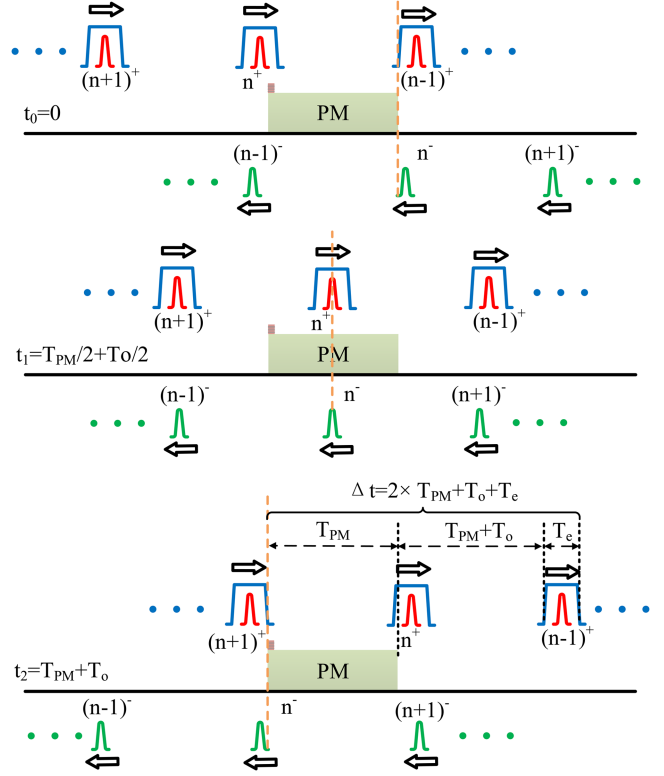 (n+1)⁺ n⁺ (n-1)⁺
t₀=0 PM
(n-1)⁻ n⁻ (n+1)⁻
(n+1)⁺ n⁺ (n-1)⁺
t₁=T_PM/2+To/2 PM
(n-1)⁻ n⁻ (n+1)⁻
Δ t=2× T_PM+T_o+T_e
T_PM T_PM+T_o T_e
(n+1)⁺ n⁺ (n-1)⁺
t₂=T_PM+T_o PM
(n-1)⁻ n⁻ (n+1)⁻